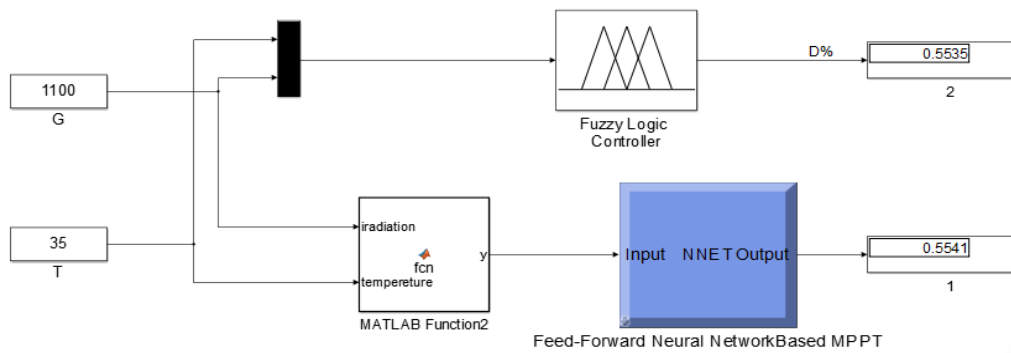 D%
0.5535
2
1100
G
Fuzzy Logic
Controller
iradiation
fcn
y
tempereture
MATLAB Function2
35
T
Input
NNET Output
Feed-Forward Neural NetworkBased MPPT
0.5541
1